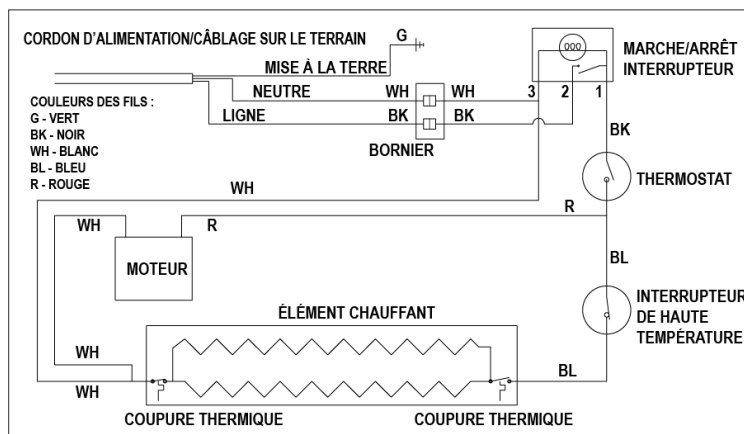 CORDON D'ALIMENTATION/CÂBLAGE SUR LE TERRAIN
G
MISE À LA TERRE
MARCHE/ARRÊT
INTERRUPTEUR
NEUTRE
WH
WH
3
2
1
COULEURS DES FILS :
G - VERT
BK - NOIR
WH - BLANC
BL - BLEU
R - ROUGE
LIGNE
BK
BK
BORNIER
BK
THERMOSTAT
WH
R
WH
R
MOTEUR
BL
INTERRUPTEUR
DE HAUTE
TEMPÉRATURE
ÉLÉMENT CHAUFFANT
WH
WH
BL
COUPURE THERMIQUE
COUPURE THERMIQUE